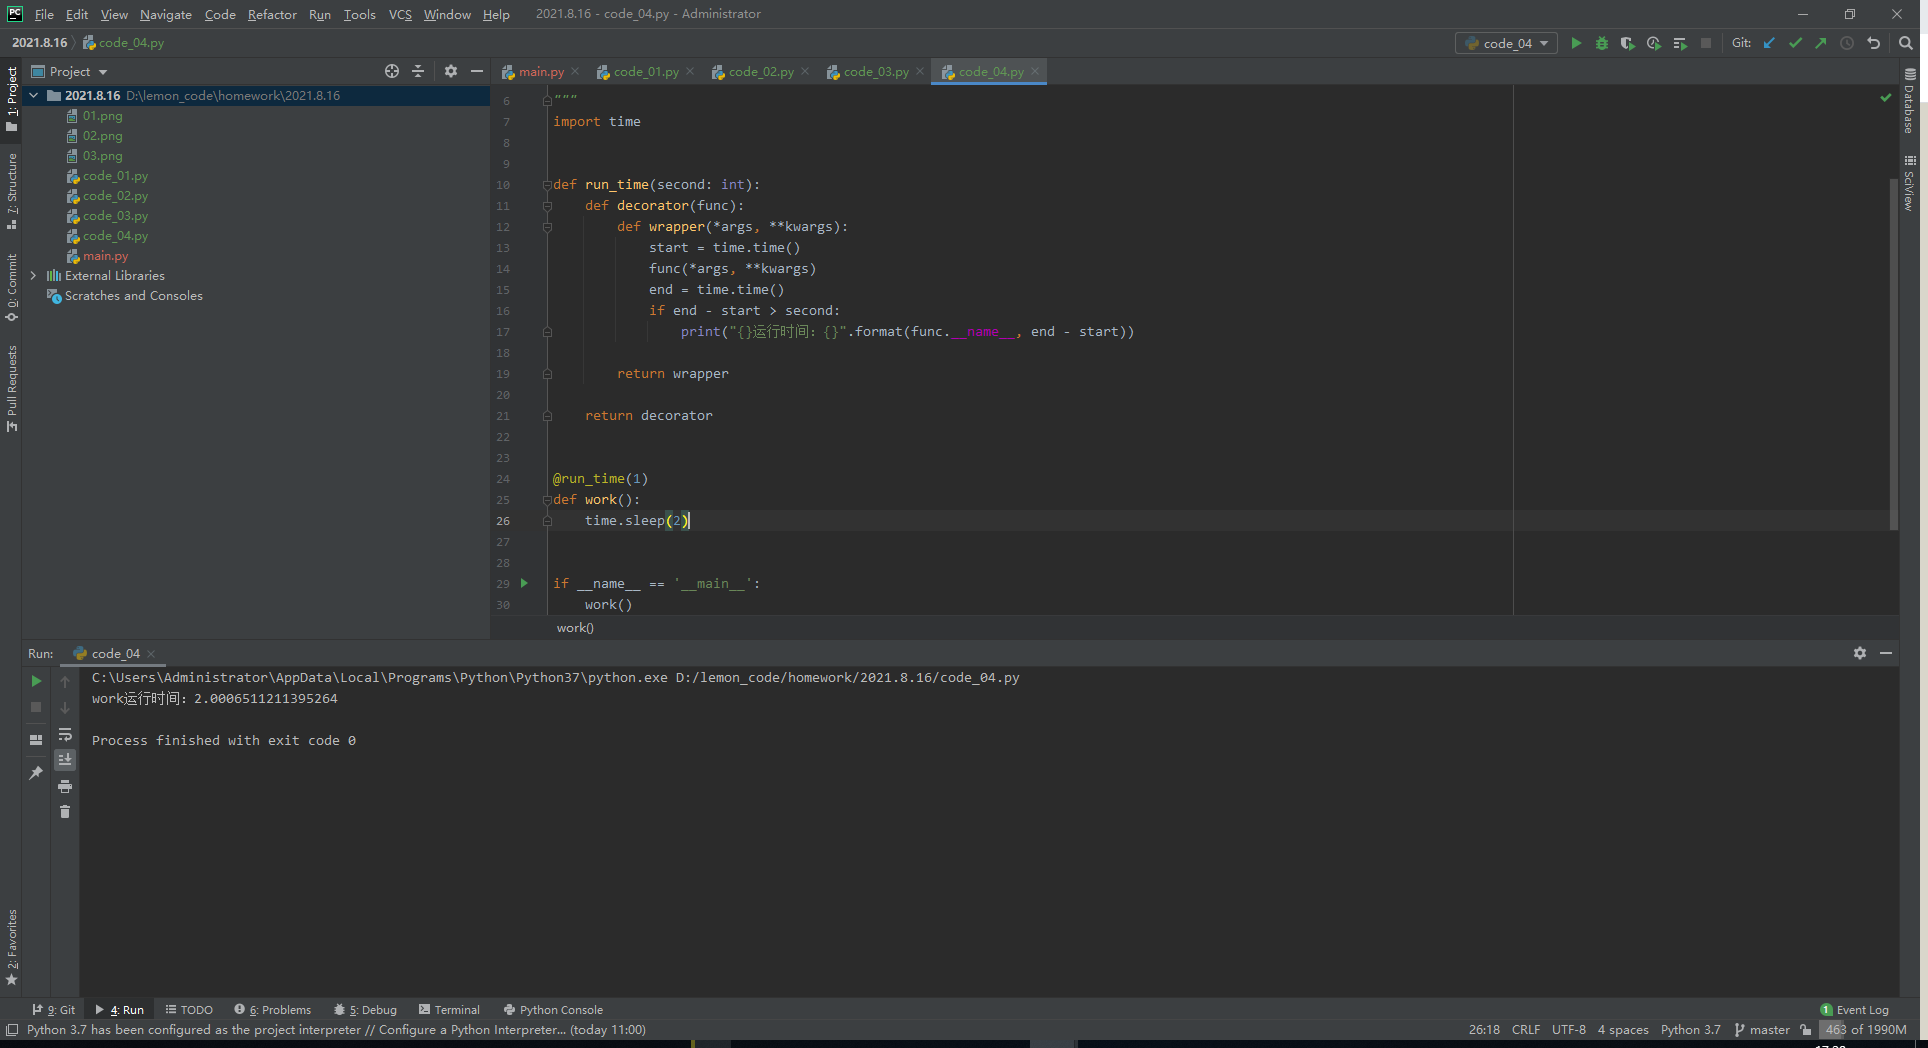 PC File Edit View Navigate Code Refactor Run Tools VCS Window Help 2021.8.16 - code_04.py - Administrator
2021.8.16 code_04.py code_04 Git:
Project main.py code_01.py code_02.py code_03.py code_04.py
2021.8.16 D:\lemon_code\homework\2021.8.16
01.png
02.png
03.png
code_01.py
code_02.py
code_03.py
code_04.py
main.py
External Libraries
Scratches and Consoles
1: Project
7: Structure
0: Commit
Pull Requests
2: Favorites
Database
SciView
6 """
7 import time
8
9
10 def run_time(second: int):
11 def decorator(func):
12 def wrapper(*args, **kwargs):
13 start = time.time()
14 func(*args, **kwargs)
15 end = time.time()
16 if end - start > second:
17 print("{}运行时间：{}".format(func.__name__, end - start))
18
19 return wrapper
20
21 return decorator
22
23
24 @run_time(1)
25 def work():
26 time.sleep(2)
27
28
29 if __name__ == '__main__':
30 work()
work()
Run: code_04
C:\Users\Administrator\AppData\Local\Programs\Python\Python37\python.exe D:/lemon_code/homework/2021.8.16/code_04.py
work运行时间：2.0006511211395264
Process finished with exit code 0
9: Git 4: Run TODO 6: Problems 5: Debug Terminal Python Console 1 Event Log
Python 3.7 has been configured as the project interpreter // Configure a Python Interpreter... (today 11:00) 26:18 CRLF UTF-8 4 spaces Python 3.7 master 463 of 1990M